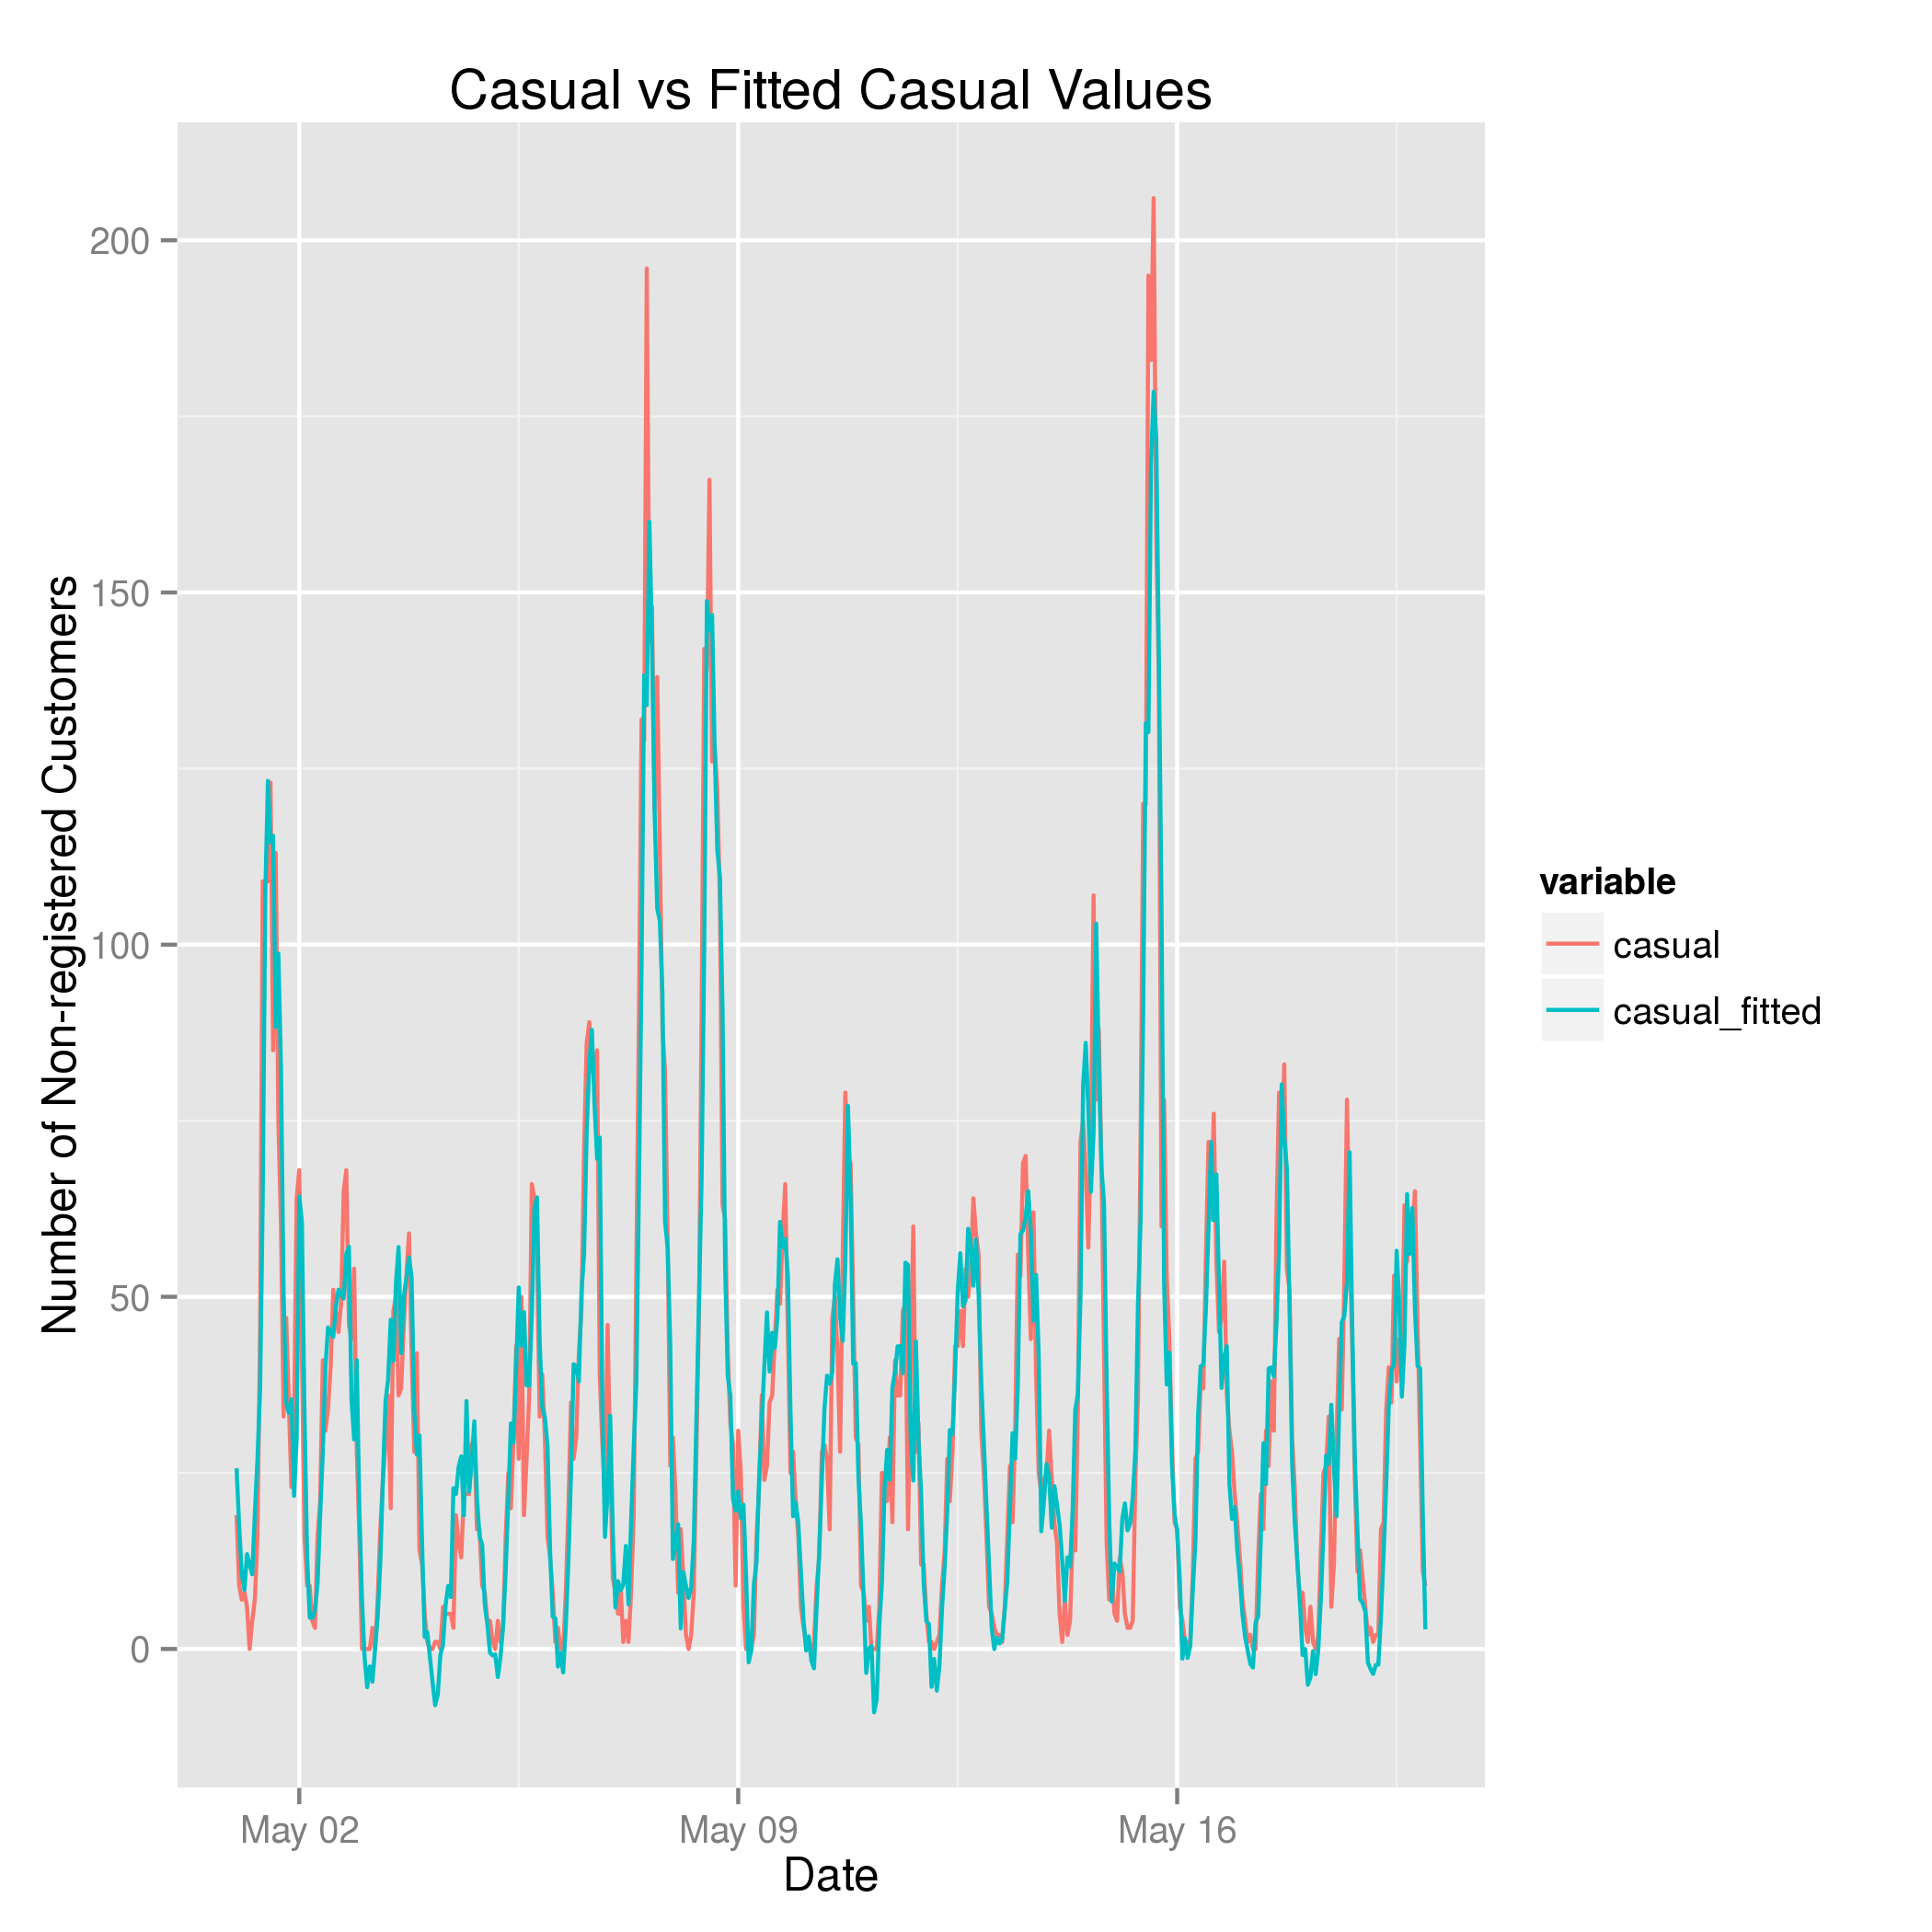 Casual vs Fitted Casual Values
Number of Non-registered Customers
200
150
100
50
0
May 02
May 09
May 16
Date
variable
casual
casual_fitted